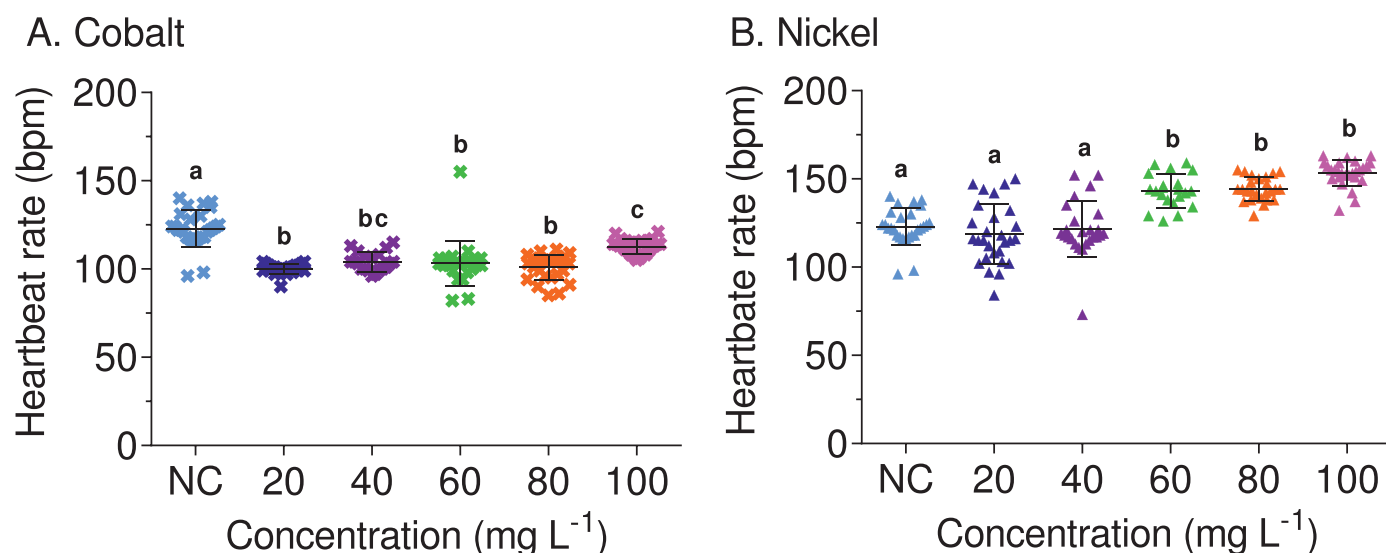 A. Cobalt
Heartbeat rate (bpm)
200
150
100
50
0
a
b
bc
b
b
c
NC 20 40 60 80 100
Concentration (mg L⁻¹)
B. Nickel
Heartbate rate (bpm)
200
150
100
50
0
a
a
a
b
b
b
NC 20 40 60 80 100
Concentration (mg L⁻¹)